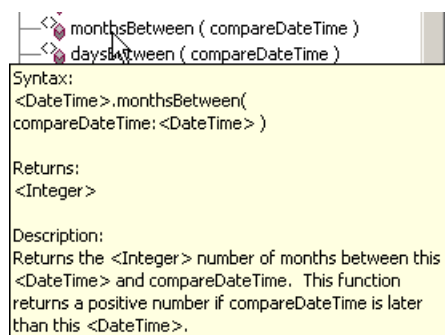 monthsBetween ( compareDateTime )
daysBetween ( compareDateTime )
Syntax:
<DateTime>.monthsBetween(
compareDateTime:<DateTime> )
Returns:
<Integer>
Description:
Returns the <Integer> number of months between this
<DateTime> and compareDateTime.  This function
returns a positive number if compareDateTime is later
than this <DateTime>.